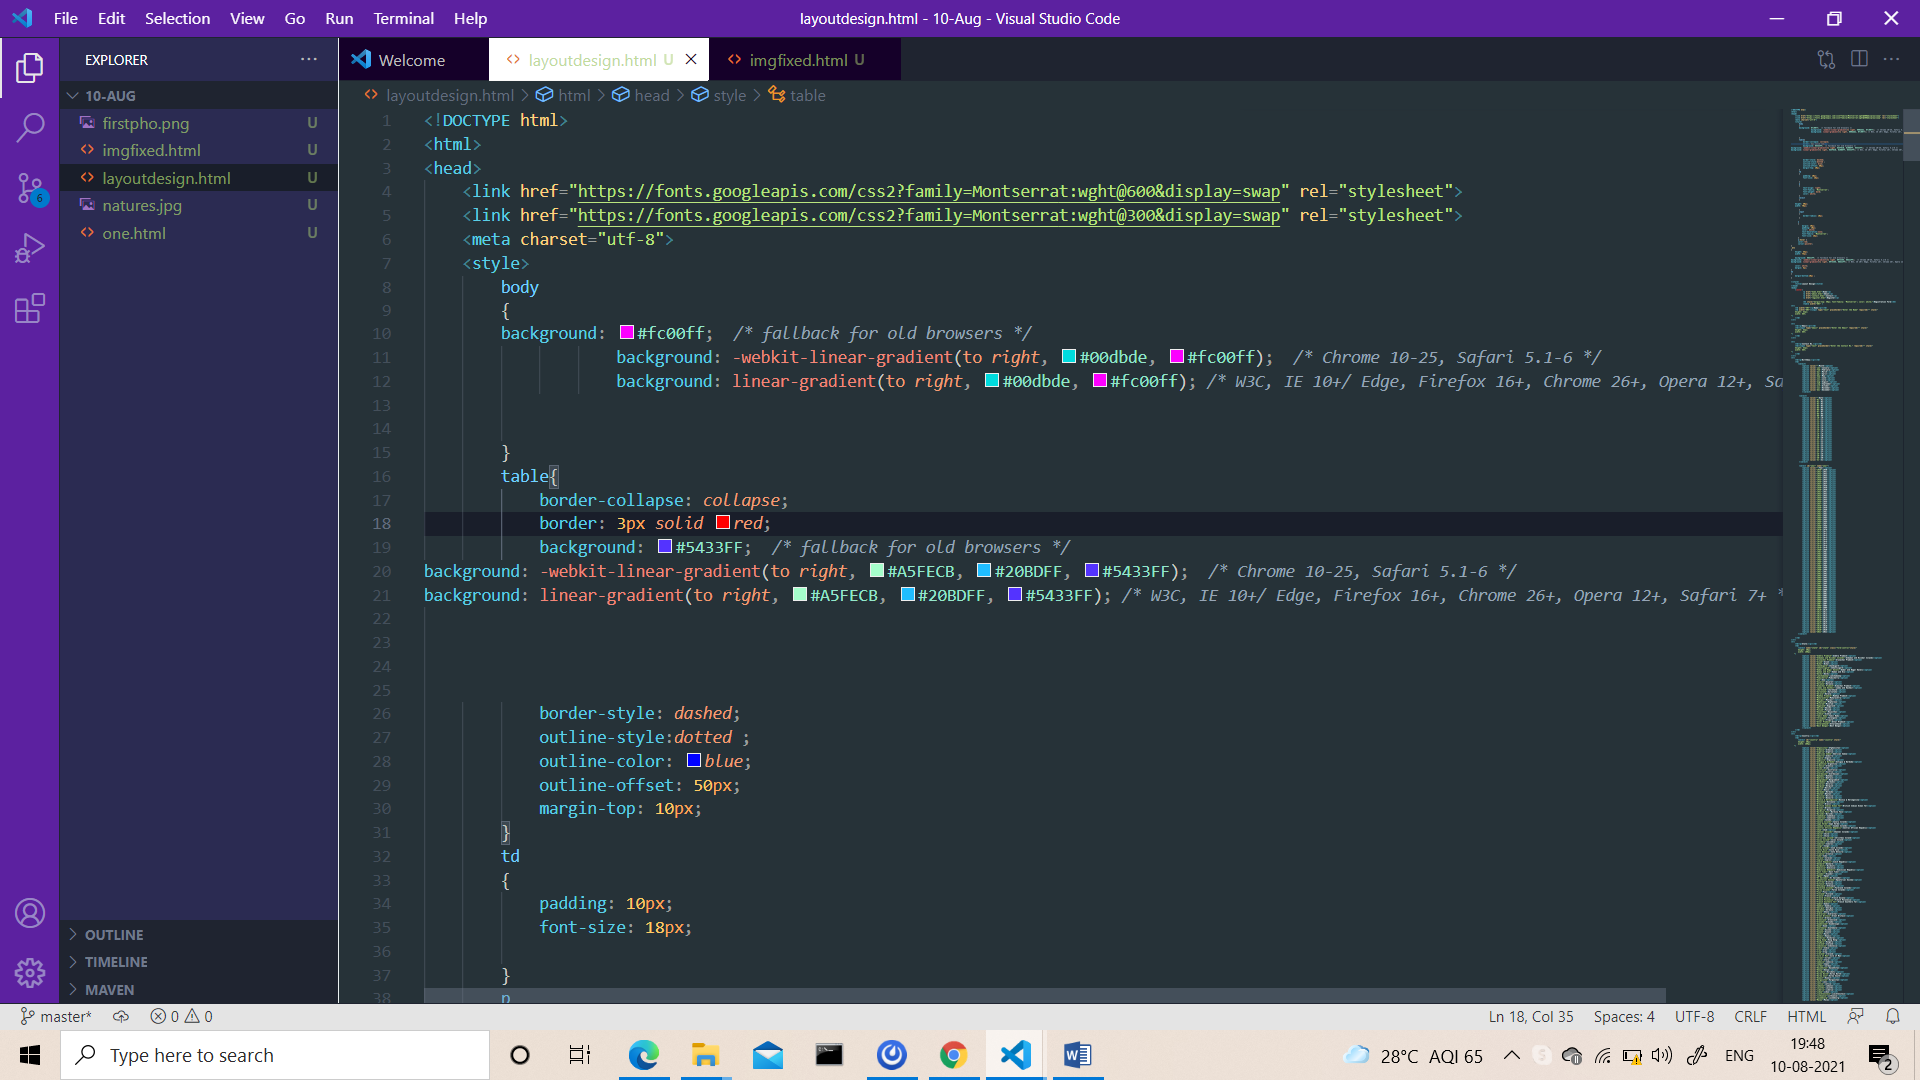 File Edit Selection View Go Run Terminal Help
layoutdesign.html - 10-Aug - Visual Studio Code
EXPLORER
10-AUG
firstpho.png U
imgfixed.html U
layoutdesign.html U
natures.jpg U
one.html U
6
OUTLINE
TIMELINE
MAVEN
Welcome
layoutdesign.html U
imgfixed.html U
layoutdesign.html > html > head > style > table
1 <!DOCTYPE html>
2 <html>
3 <head>
4 <link href="https://fonts.googleapis.com/css2?family=Montserrat:wght@600&display=swap" rel="stylesheet">
5 <link href="https://fonts.googleapis.com/css2?family=Montserrat:wght@300&display=swap" rel="stylesheet">
6 <meta charset="utf-8">
7 <style>
8 body
9 {
10 background: #fc00ff; /* fallback for old browsers */
11 background: -webkit-linear-gradient(to right, #00dbde, #fc00ff); /* Chrome 10-25, Safari 5.1-6 */
12 background: linear-gradient(to right, #00dbde, #fc00ff); /* W3C, IE 10+/ Edge, Firefox 16+, Chrome 26+, Opera 12+, Sa
13
14
15 }
16 table{
17 border-collapse: collapse;
18 border: 3px solid red;
19 background: #5433FF; /* fallback for old browsers */
20 background: -webkit-linear-gradient(to right, #A5FECB, #20BDFF, #5433FF); /* Chrome 10-25, Safari 5.1-6 */
21 background: linear-gradient(to right, #A5FECB, #20BDFF, #5433FF); /* W3C, IE 10+/ Edge, Firefox 16+, Chrome 26+, Opera 12+, Safari 7+ *
22
23
24
25
26 border-style: dashed;
27 outline-style:dotted ;
28 outline-color: blue;
29 outline-offset: 50px;
30 margin-top: 10px;
31 }
32 td
33 {
34 padding: 10px;
35 font-size: 18px;
36
37 }
38 p
master* 0 0
Ln 18, Col 35 Spaces: 4 UTF-8 CRLF HTML
Type here to search
28°C AQI 65
ENG
19:48
10-08-2021
2